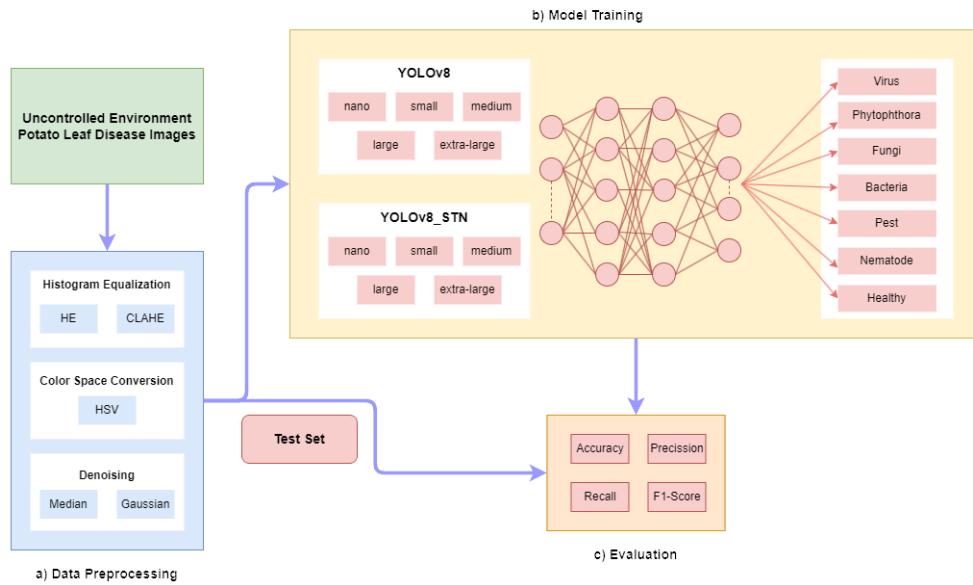 b) Model Training
Uncontrolled Environment
Potato Leaf Disease Images
YOLOv8
nano
small
medium
large
extra-large
YOLOv8_STN
nano
small
medium
large
extra-large
Virus
Phytophthora
Fungi
Bacteria
Pest
Nematode
Healthy
Histogram Equalization
HE
CLAHE
Color Space Conversion
HSV
Denoising
Median
Gaussian
a) Data Preprocessing
Test Set
Accuracy
Precission
Recall
F1-Score
c) Evaluation